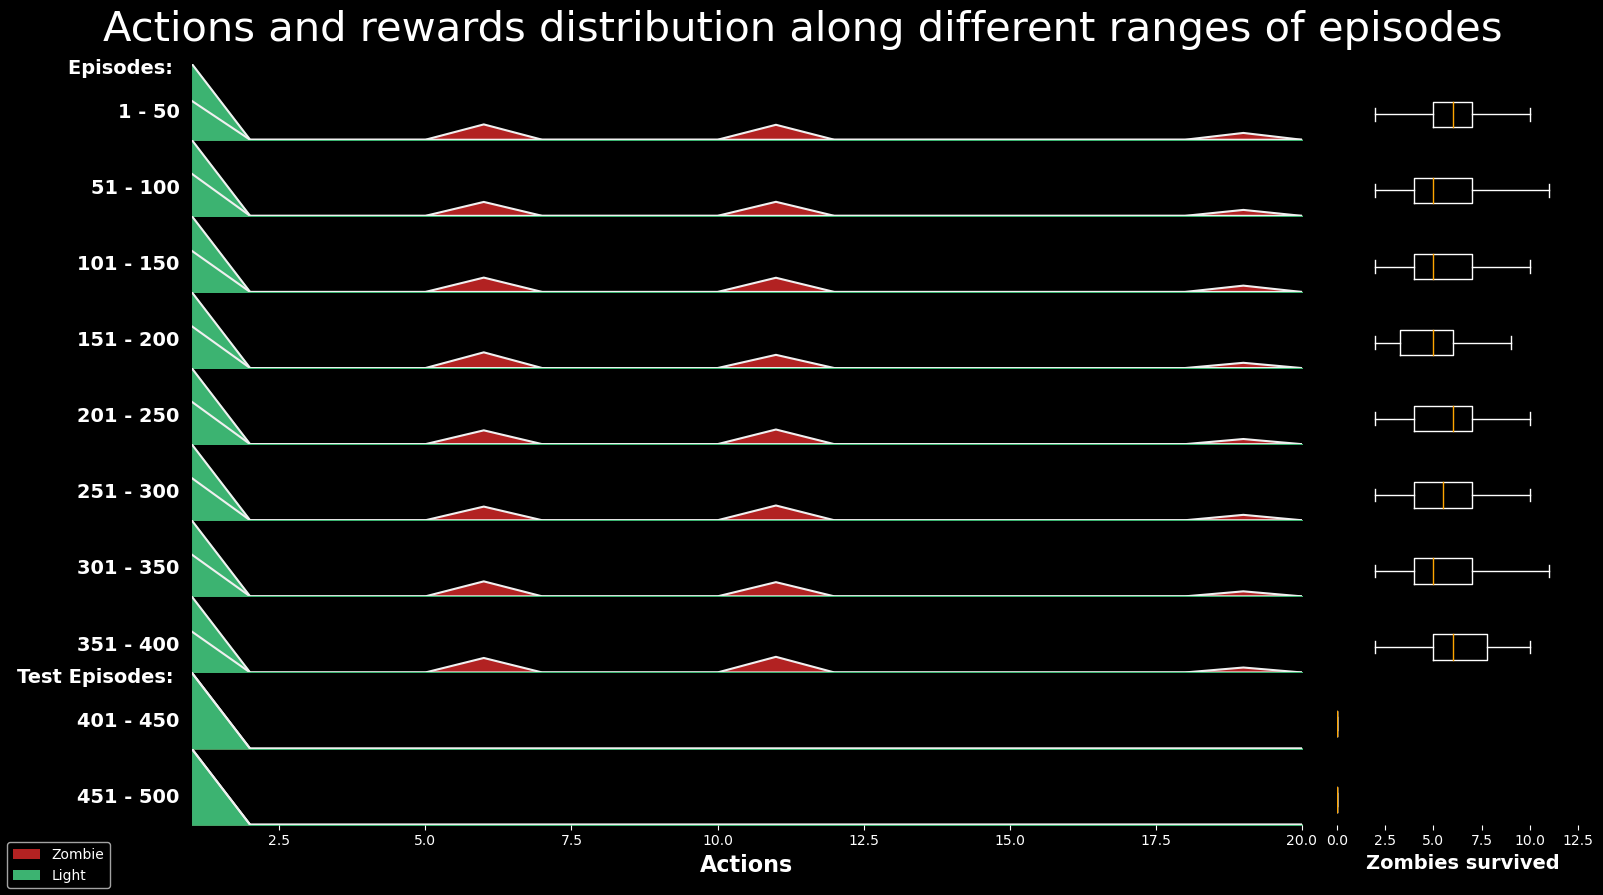 Actions and rewards distribution along different ranges of episodes
Episodes:
1 - 50
51 - 100
101 - 150
151 - 200
201 - 250
251 - 300
301 - 350
351 - 400
Test Episodes:
401 - 450
451 - 500
2.5 5.0 7.5 10.0 12.5 15.0 17.5 20.0
0.0 2.5 5.0 7.5 10.0 12.5
Actions
Zombies survived
Zombie
Light